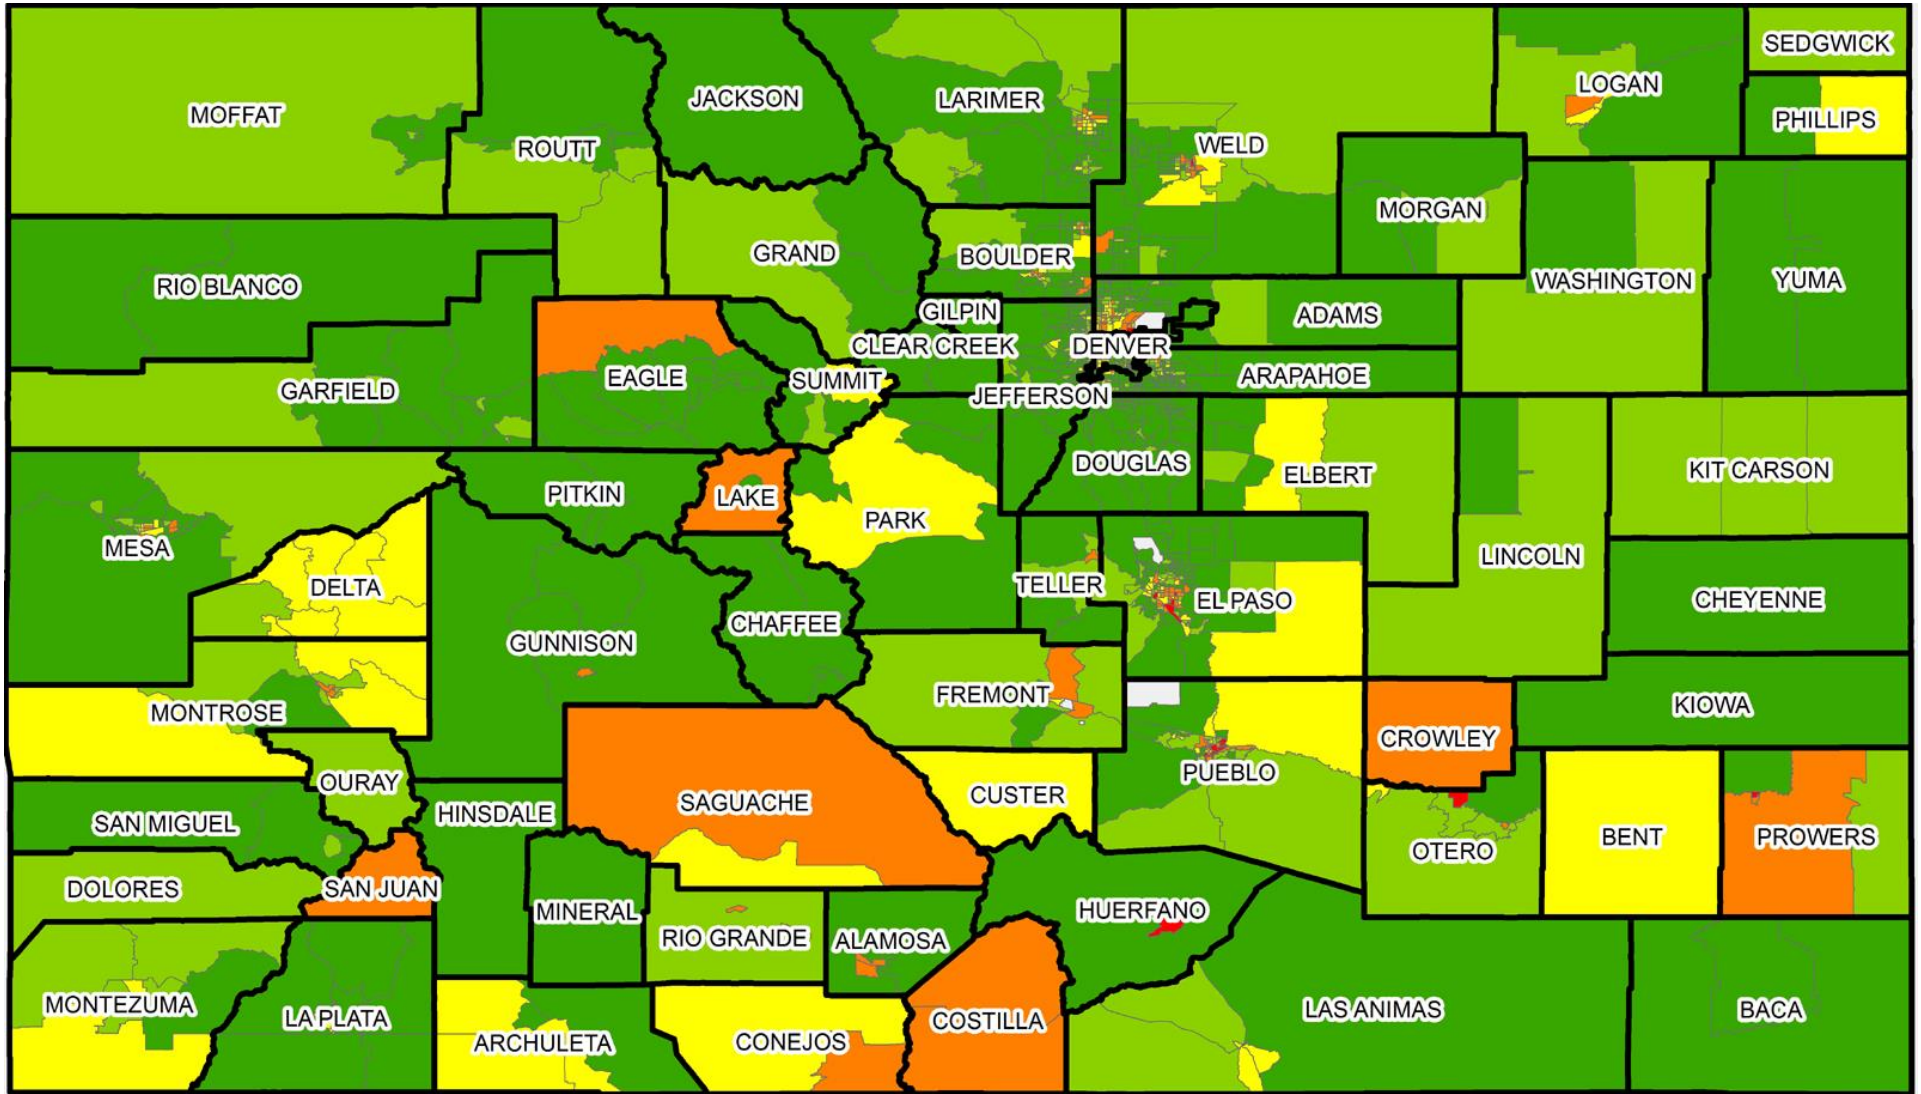 SEDGWICK
LOGAN
JACKSON
LARIMER
MOFFAT
PHILLIPS
ROUTT
WELD
MORGAN
GRAND
BOULDER
WASHINGTON
YUMA
RIO BLANCO
GILPIN
ADAMS
CLEAR CREEK
DENVER
EAGLE
SUMMIT
ARAPAHOE
GARFIELD
JEFFERSON
DOUGLAS
ELBERT
KIT CARSON
PITKIN
LAKE
PARK
MESA
LINCOLN
DELTA
TELLER
EL PASO
CHEYENNE
CHAFFEE
GUNNISON
FREMONT
MONTROSE
KIOWA
CROWLEY
PUEBLO
OURAY
CUSTER
SAGUACHE
HINSDALE
SAN MIGUEL
BENT
PROWERS
OTERO
DOLORES
SAN JUAN
MINERAL
HUERFANO
RIO GRANDE
ALAMOSA
MONTEZUMA
LA PLATA
COSTILLA
LAS ANIMAS
BACA
ARCHULETA
CONEJOS